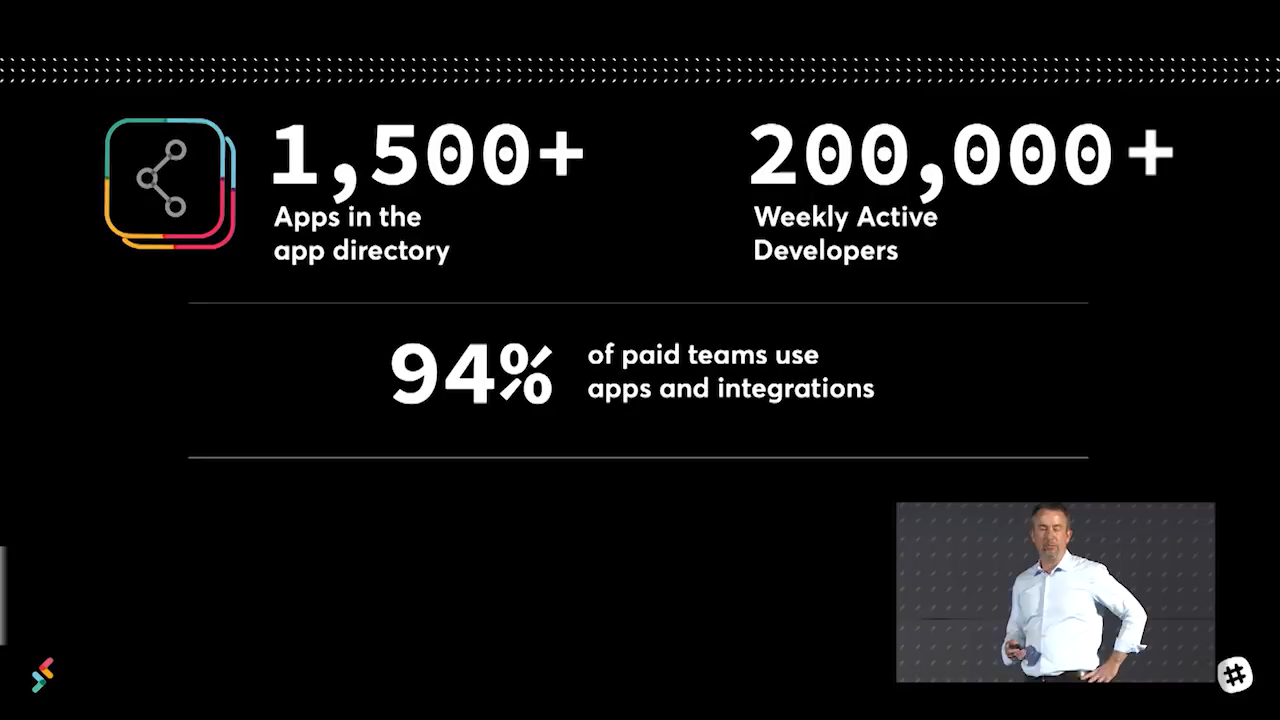 1,500+
Apps in the
app directory
200,000+
Weekly Active
Developers
94%
of paid teams use
apps and integrations